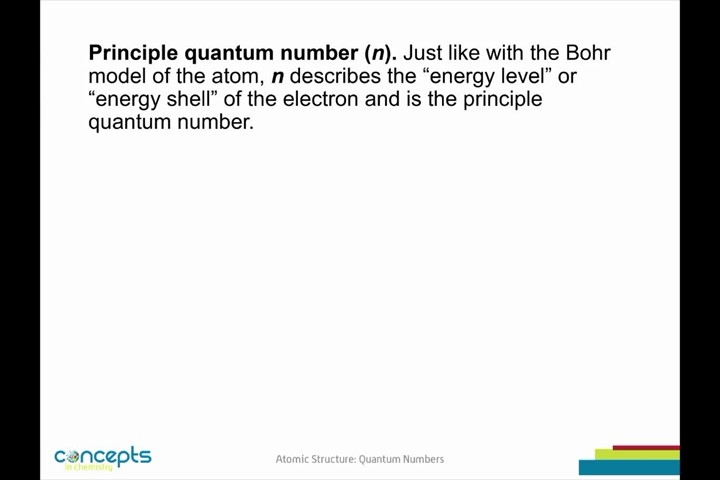 Principle quantum number (n). Just like with the Bohr
model of the atom, n describes the “energy level” or
“energy shell” of the electron and is the principle
quantum number.
concepts
in chemistry
Atomic Structure: Quantum Numbers